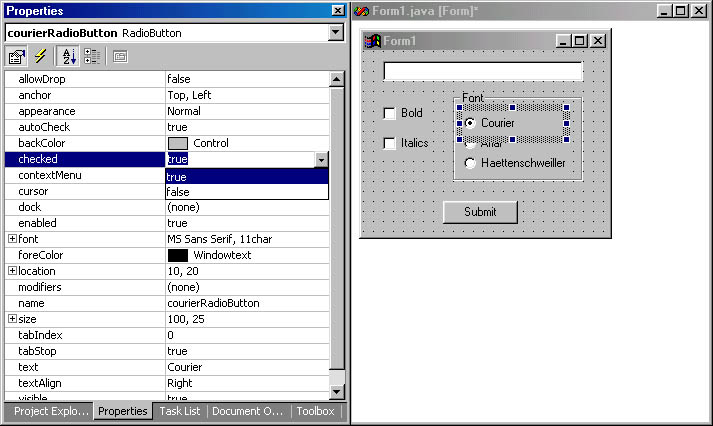 Properties
courierRadioButton RadioButton
allowDrop false
anchor Top, Left
appearance Normal
autoCheck true
backColor Control
checked true
contextMenu true
cursor false
dock (none)
enabled true
font MS Sans Serif, 11char
foreColor Windowtext
location 10, 20
modifiers (none)
name courierRadioButton
size 100, 25
tabIndex 0
tabStop true
text Courier
textAlign Right
visible true
Project Explo... Properties Task List Document O... Toolbox
Form1.java [Form]*
Form1
Font
Bold
Courier
Italics
Arial
Haettenschweiller
Submit